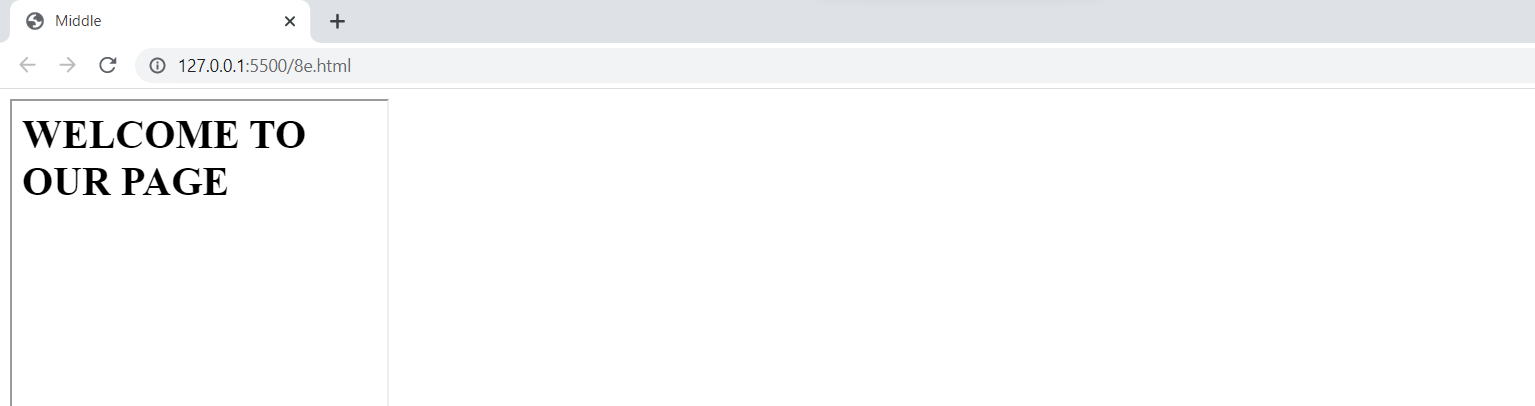 Middle
127.0.0.1:5500/8e.html
WELCOME TO
OUR PAGE